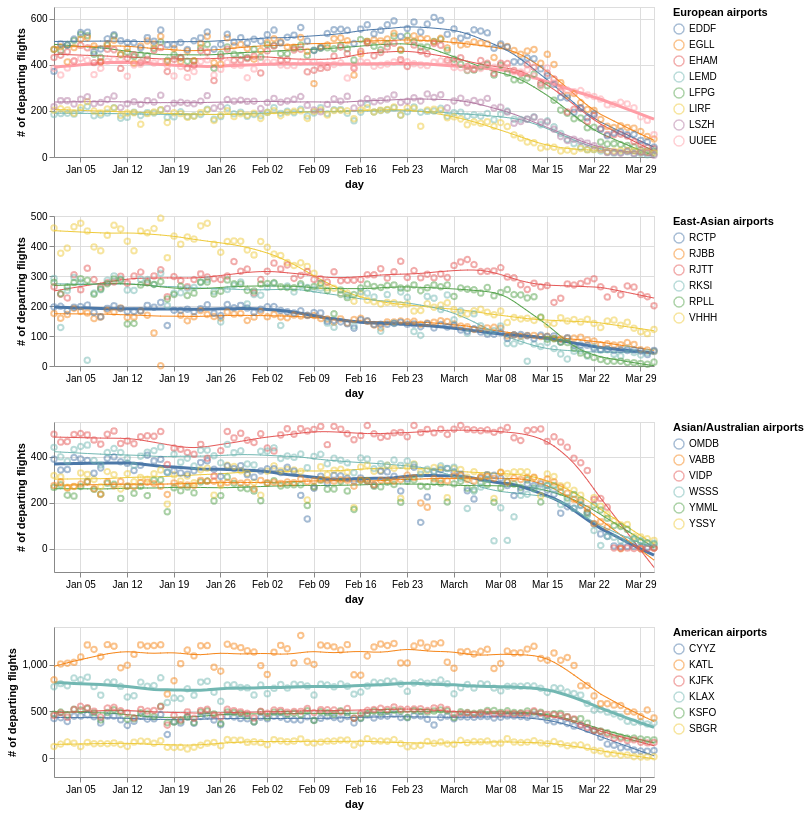 European airports
EDDF
EGLL
EHAM
LEMD
LFPG
LIRF
LSZH
UUEE
# of departing flights
600
400
200
0
Jan 05 Jan 12 Jan 19 Jan 26 Feb 02 Feb 09 Feb 16 Feb 23 March Mar 08 Mar 15 Mar 22 Mar 29
day
East-Asian airports
RCTP
RJBB
RJTT
RKSI
RPLL
VHHH
# of departing flights
500
400
300
200
100
0
Jan 05 Jan 12 Jan 19 Jan 26 Feb 02 Feb 09 Feb 16 Feb 23 March Mar 08 Mar 15 Mar 22 Mar 29
day
Asian/Australian airports
OMDB
VABB
VIDP
WSSS
YMML
YSSY
# of departing flights
400
200
0
Jan 05 Jan 12 Jan 19 Jan 26 Feb 02 Feb 09 Feb 16 Feb 23 March Mar 08 Mar 15 Mar 22 Mar 29
day
American airports
CYYZ
KATL
KJFK
KLAX
KSFO
SBGR
# of departing flights
1,000
500
0
Jan 05 Jan 12 Jan 19 Jan 26 Feb 02 Feb 09 Feb 16 Feb 23 March Mar 08 Mar 15 Mar 22 Mar 29
day